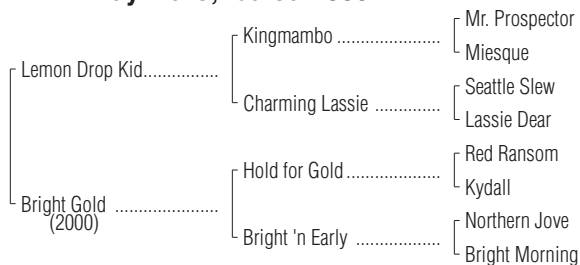 Mr. Prospector
Kingmambo ...................
Miesque
Lemon Drop Kid................
Seattle Slew
Charming Lassie ..............
Lassie Dear
Red Ransom
Hold for Gold....................
Kydall
Bright Gold ......................
(2000)
Northern Jove
Bright 'n Early ..................
Bright Morning